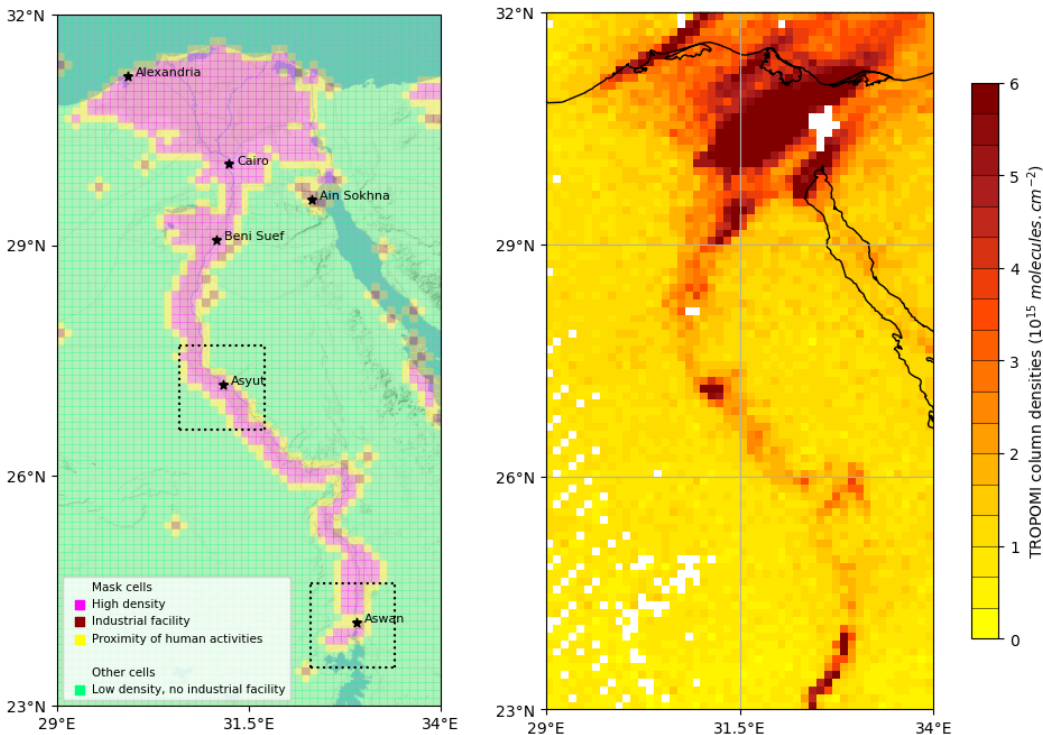 32°N
29°N
26°N
23°N
29°E
31.5°E
34°E
Alexandria
Cairo
Ain Sokhna
Beni Suef
Asyut
Aswan
Mask cells
High density
Industrial facility
Proximity of human activities
Other cells
Low density, no industrial facility
32°N
29°N
26°N
23°N
29°E
31.5°E
34°E
6
5
4
3
2
1
0
TROPOMI column densities (10¹⁵ molecules.cm⁻²)